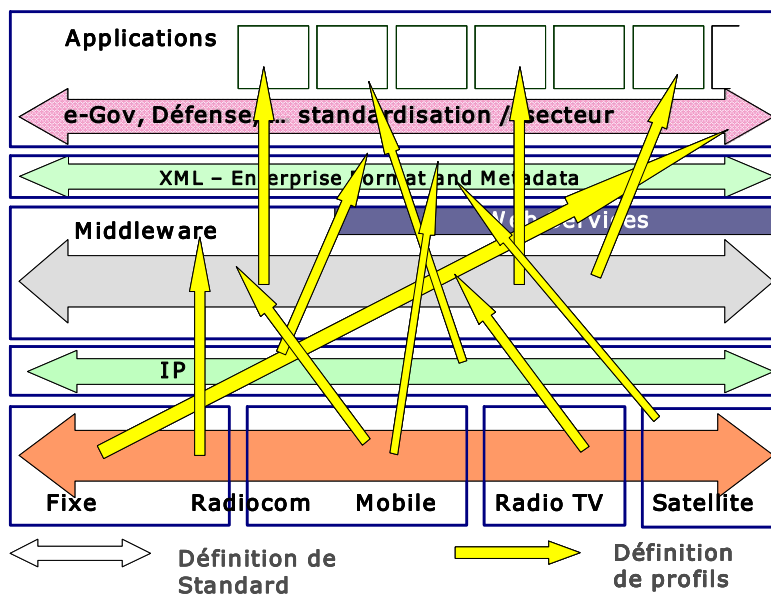 Applications
e-Gov, Défense,… standardisation / secteur
XML – Enterprise Format and Metadata
Web services
Middleware
IP
Fixe Radiocom Mobile Radio TV Satellite
Définition de
Standard
Définition
de profils